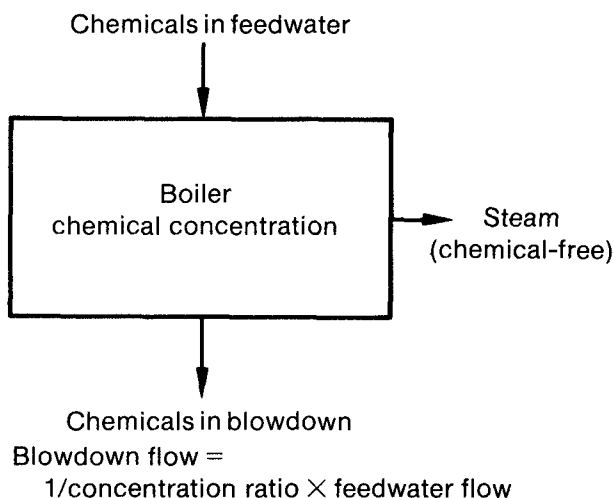 Chemicals in feedwater
Boiler
chemical concentration
Steam
(chemical-free)
Chemicals in blowdown
Blowdown flow =
1/concentration ratio × feedwater flow